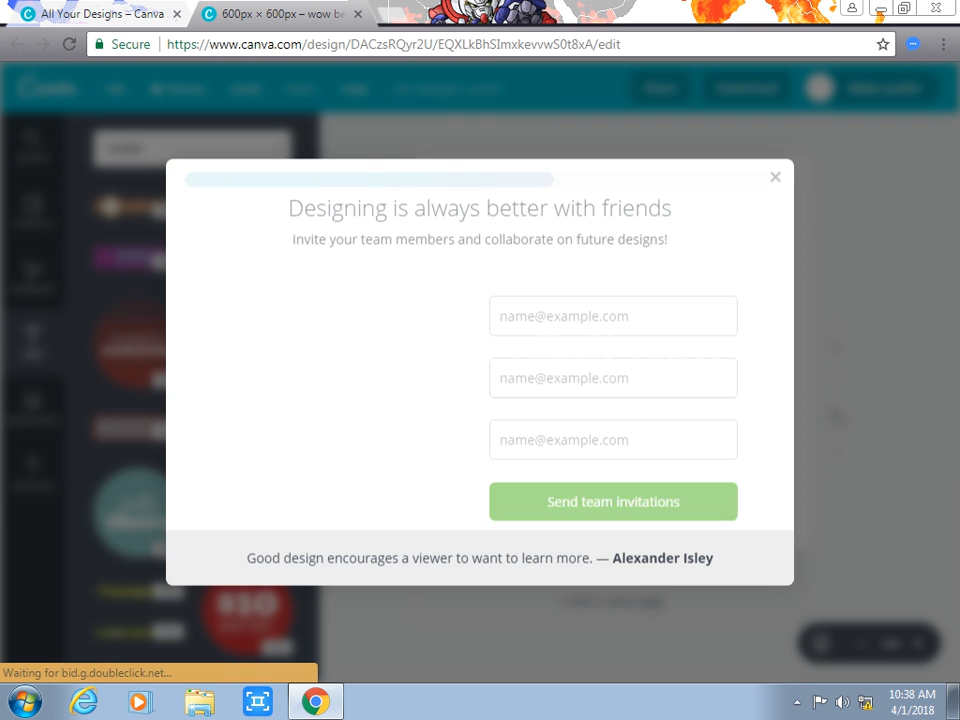 All Your Designs – Canva
600px × 600px – wow be
Secure
https://www.canva.com/design/DACzsRQyr2U/EQXLkBhSImxkevvwS0t8xA/edit
Designing is always better with friends
Invite your team members and collaborate on future designs!
name@example.com
name@example.com
name@example.com
Send team invitations
Good design encourages a viewer to want to learn more. — Alexander Isley
Waiting for bid.g.doubleclick.net...
10:38 AM
4/1/2018